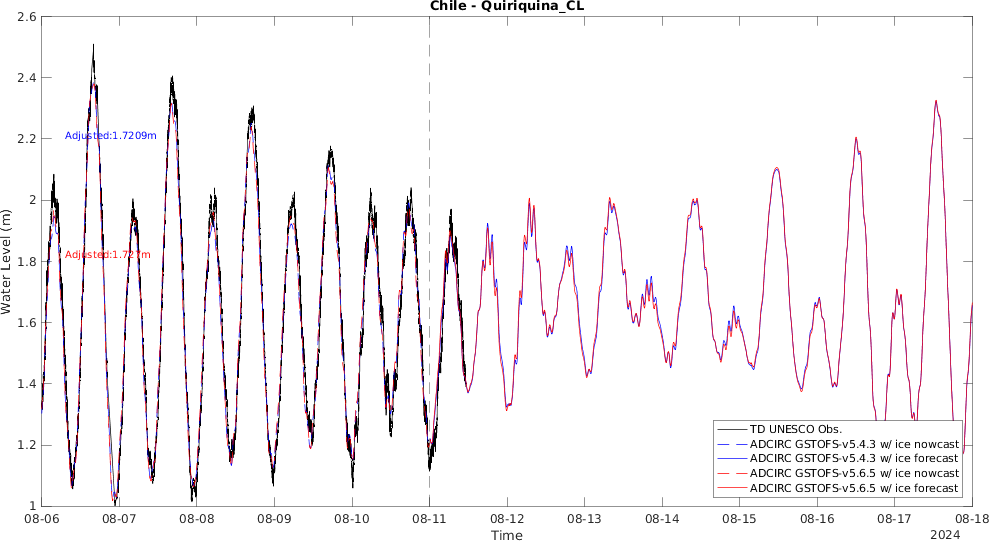 Chile - Quiriquina_CL
2.6
2.4
2.2
2
1.8
1.6
1.4
1.2
1
Water Level (m)
Adjusted:1.7209m
TD UNESCO Obs.
ADCIRC GSTOFS-v5.4.3 w/ ice nowcast
ADCIRC GSTOFS-v5.4.3 w/ ice forecast
ADCIRC GSTOFS-v5.6.5 w/ ice nowcast
ADCIRC GSTOFS-v5.6.5 w/ ice forecast
08-06 08-07 08-08 08-09 08-10 08-11 08-12 08-13 08-14 08-15 08-16 08-17 08-18
Time
2024